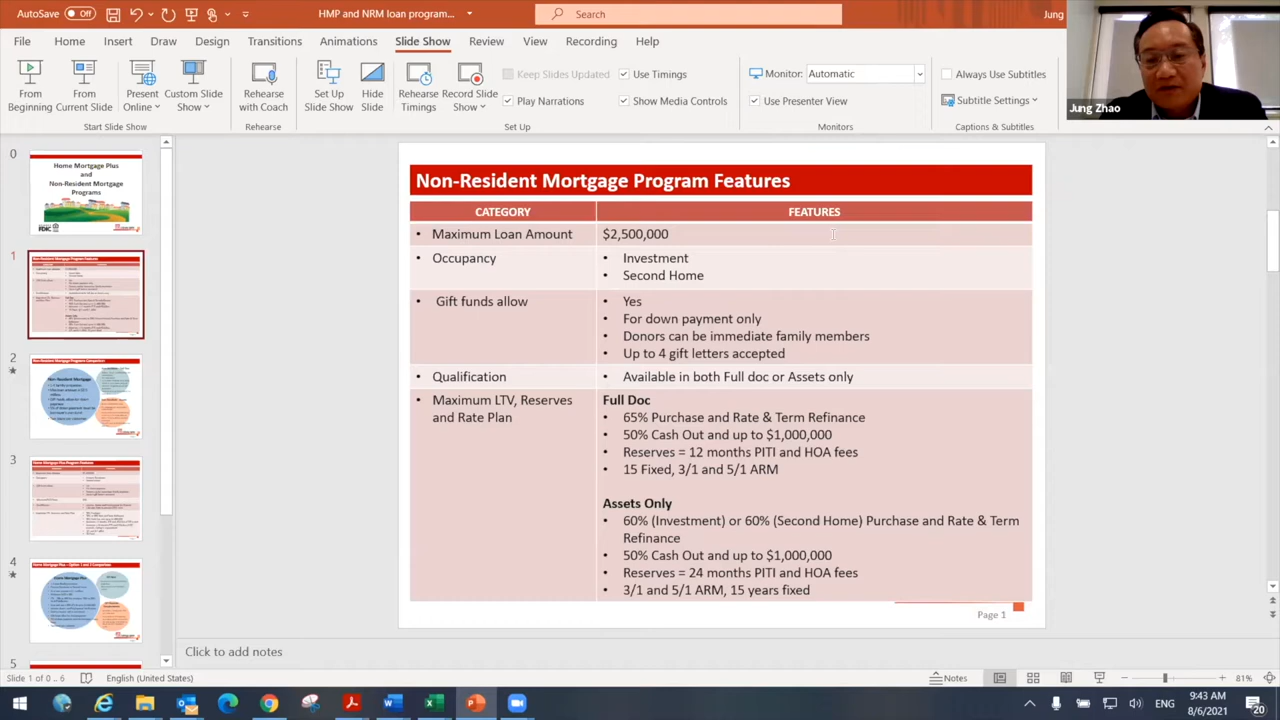 AutoSave Off HMP and NRM loan program... Search Jung
File Home Insert Draw Design Transitions Animations Slide Show Review View Recording Help
From Beginning
From Current Slide
Present Online
Custom Slide Show
Start Slide Show
Rehearse with Coach
Rehearse
Set Up Slide Show
Hide Slide
Rehearse Timings
Record Slide Show
Keep Slides Updated
Play Narrations
Use Timings
Show Media Controls
Set Up
Monitor: Automatic
Use Presenter View
Monitors
Always Use Subtitles
Subtitle Settings
Captions & Subtitles
Jung Zhao
0
Home Mortgage Plus
and
Non-Resident Mortgage
Programs
FDIC
1
2
3
4
5
Non-Resident Mortgage Program Features
CATEGORY FEATURES
• Maximum Loan Amount $2,500,000
• Occupancy • Investment
• Second Home
• Gift funds allow • Yes
• For down payment only
• Donors can be immediate family members
• Up to 4 gift letters accepted
• Qualification • Available in both Full doc or Assets only
• Maximum LTV, Reserves Full Doc
and Rate Plan • 65% Purchase and Rate & Term Refinance
• 50% Cash Out and up to $1,000,000
• Reserves = 12 months PITI and HOA fees
15 Fixed, 3/1 and 5/1 ARM
Assets Only
• 60% (Investment) or 60% (Second Home) Purchase and Rate & Term
Refinance
• 50% Cash Out and up to $1,000,000
• Reserves = 24 months PITI and HOA fees
• 3/1 and 5/1 ARM, 15 years fixed
Page 1
Click to add notes
Slide 1 of 0 .. 6 English (United States) Notes 81%
ENG 9:43 AM
8/6/2021
20